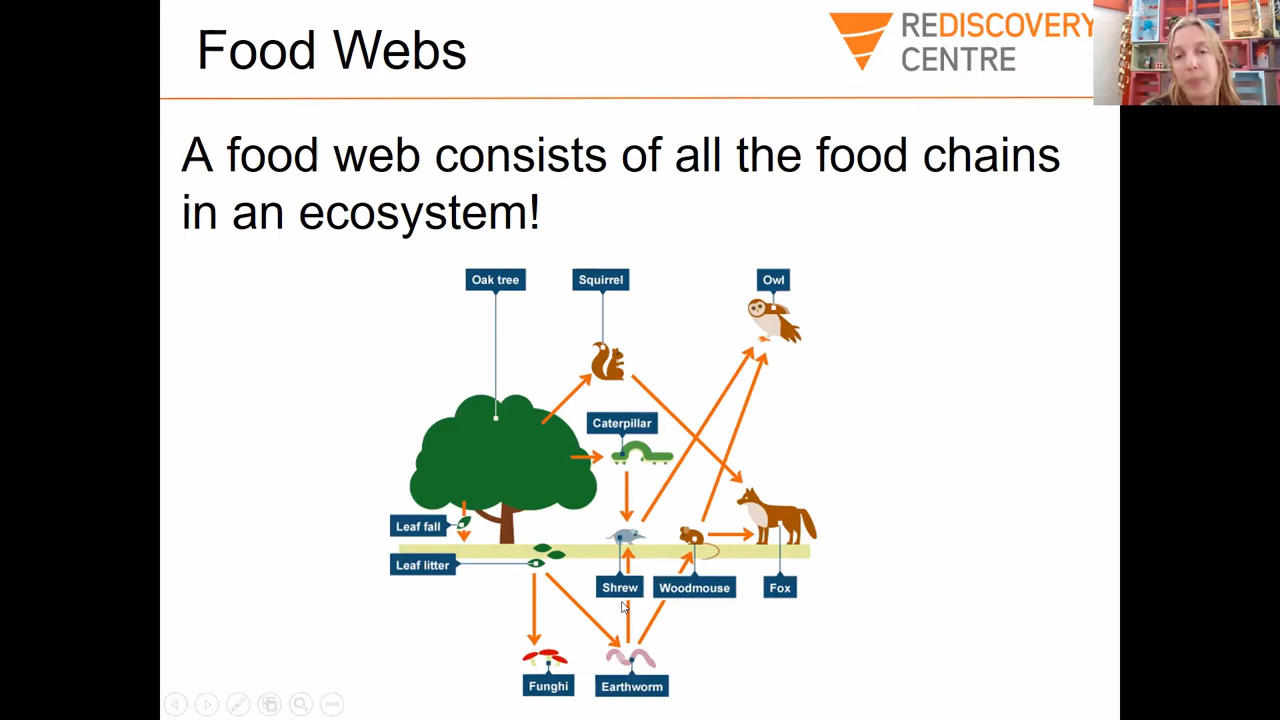 Food Webs
REDISCOVERY
CENTRE
A food web consists of all the food chains
in an ecosystem!
Oak tree
Squirrel
Owl
Caterpillar
Leaf fall
Leaf litter
Shrew
Woodmouse
Fox
Funghi
Earthworm